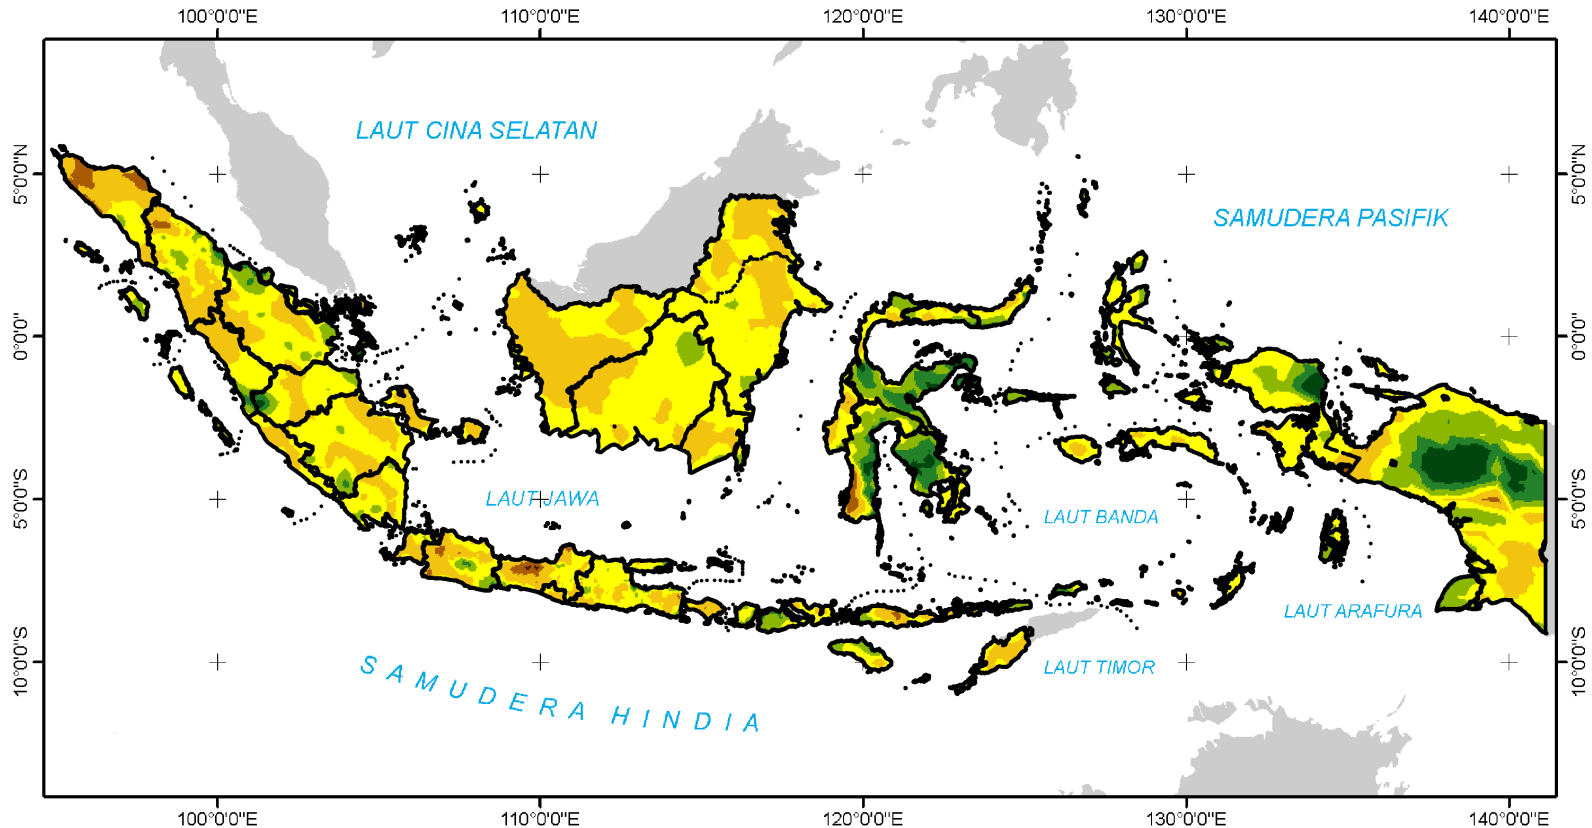 100°0'0"E 110°0'0"E 120°0'0"E 130°0'0"E 140°0'0"E
LAUT CINA SELATAN
5°0'0"N 5°0'0"N
SAMUDERA PASIFIK
0°0'0" 0°0'0"
5°0'0"S LAUT JAWA 5°0'0"S
LAUT BANDA
LAUT ARAFURA
10°0'0"S LAUT TIMOR 10°0'0"S
SAMUDERA HINDIA
100°0'0"E 110°0'0"E 120°0'0"E 130°0'0"E 140°0'0"E